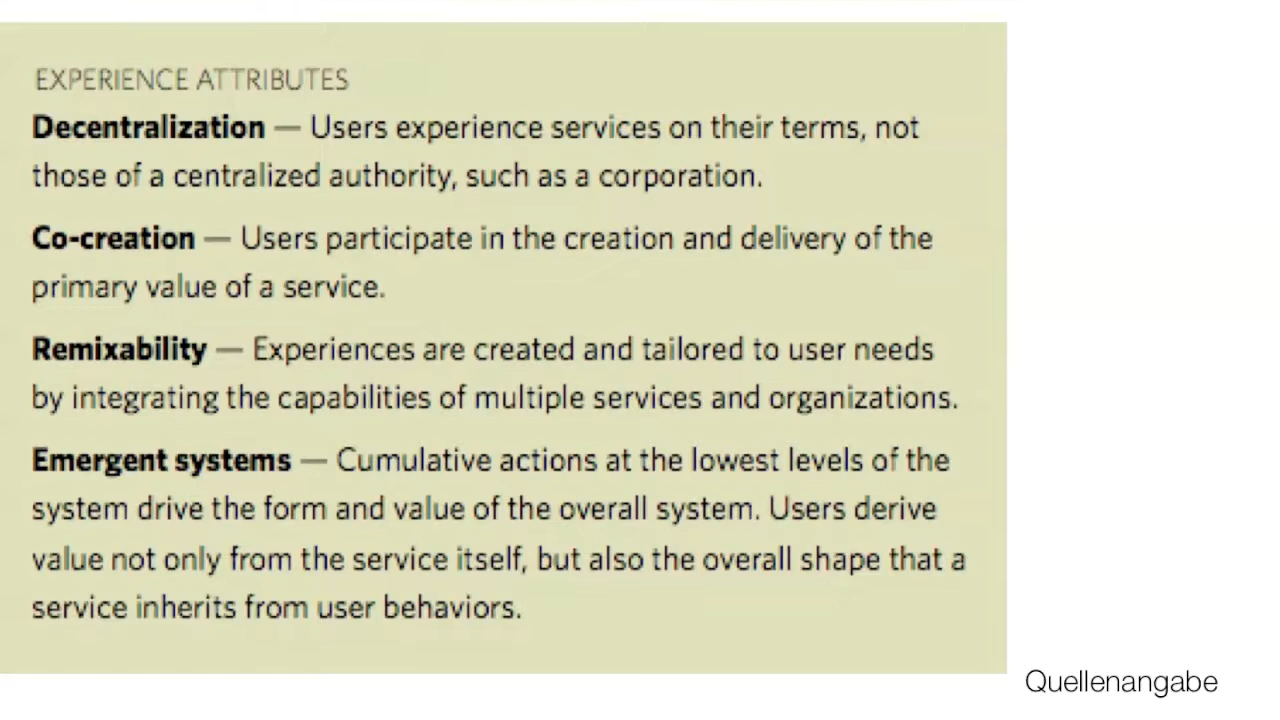 EXPERIENCE ATTRIBUTES
Decentralization — Users experience services on their terms, not
those of a centralized authority, such as a corporation.
Co-creation — Users participate in the creation and delivery of the
primary value of a service.
Remixability — Experiences are created and tailored to user needs
by integrating the capabilities of multiple services and organizations.
Emergent systems — Cumulative actions at the lowest levels of the
system drive the form and value of the overall system. Users derive
value not only from the service itself, but also the overall shape that a
service inherits from user behaviors.
Quellenangabe